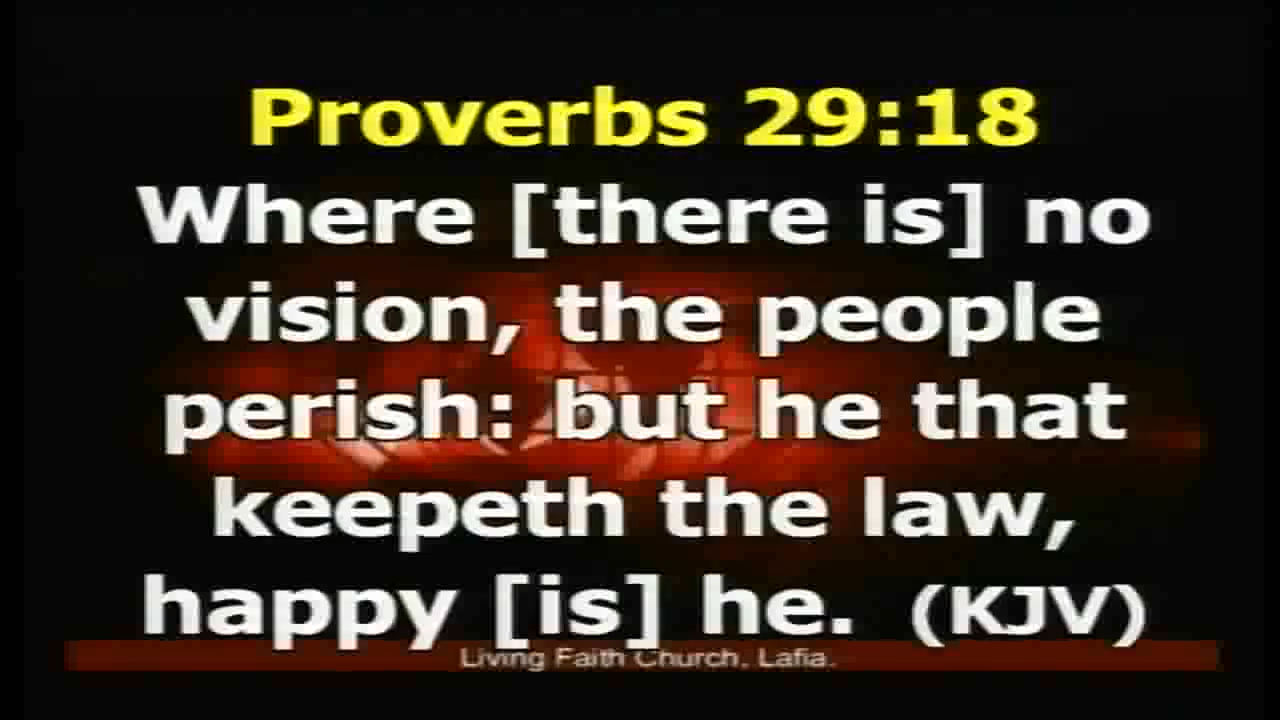 Proverbs 29:18
Where [there is] no
vision, the people
perish: but he that
keepeth the law,
happy [is] he. (KJV)
Living Faith Church, Lafia.